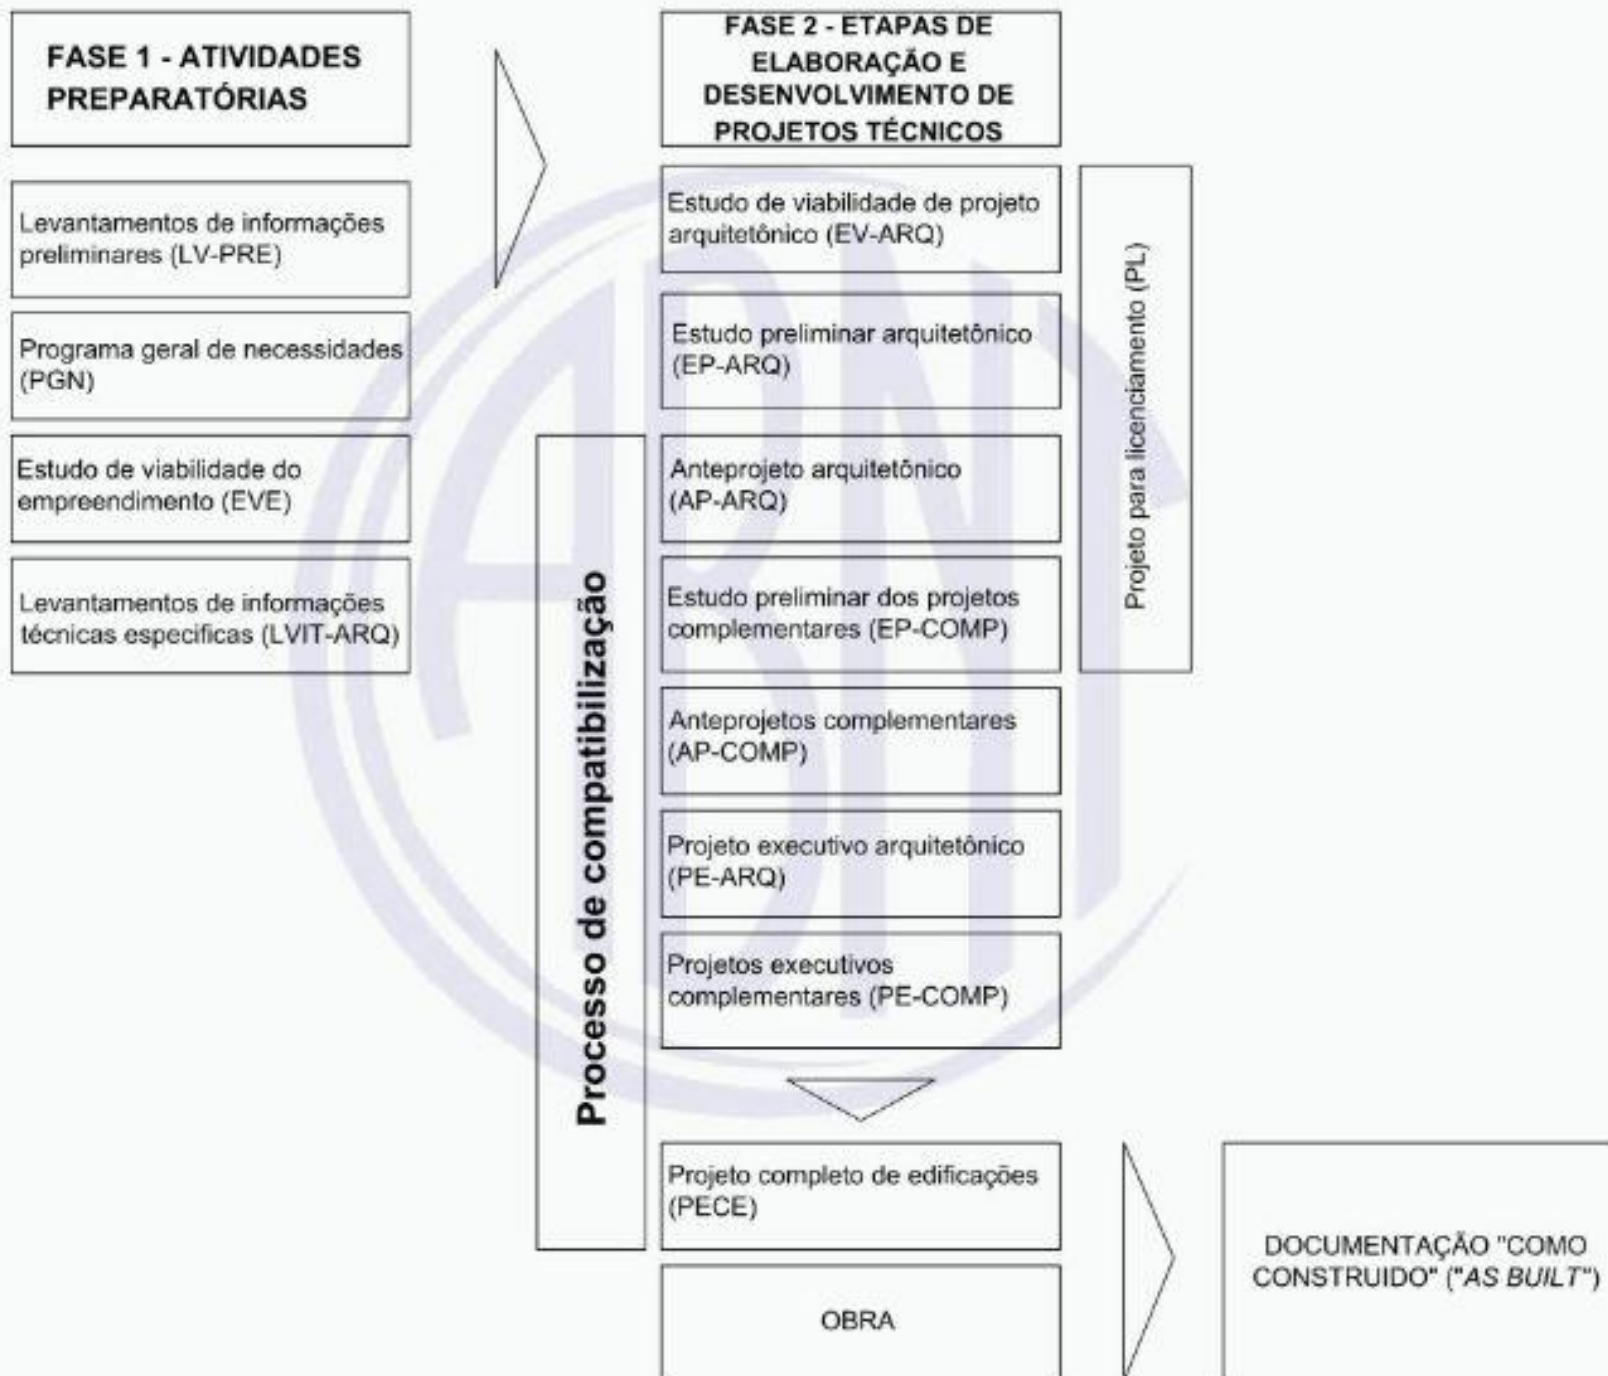 FASE 1 - ATIVIDADES
PREPARATÓRIAS
Levantamentos de informações
preliminares (LV-PRE)
Programa geral de necessidades
(PGN)
Estudo de viabilidade do
empreendimento (EVE)
Levantamentos de informações
técnicas especificas (LVIT-ARQ)
FASE 2 - ETAPAS DE
ELABORAÇÃO E
DESENVOLVIMENTO DE
PROJETOS TÉCNICOS
Estudo de viabilidade de projeto
arquitetônico (EV-ARQ)
Estudo preliminar arquitetônico
(EP-ARQ)
Anteprojeto arquitetônico
(AP-ARQ)
Estudo preliminar dos projetos
complementares (EP-COMP)
Anteprojetos complementares
(AP-COMP)
Projeto executivo arquitetônico
(PE-ARQ)
Projetos executivos
complementares (PE-COMP)
Projeto completo de edificações
(PECE)
OBRA
Processo de compatibilização
Projeto para licenciamento (PL)
DOCUMENTAÇÃO "COMO
CONSTRUIDO" ("AS BUILT")
ABNT